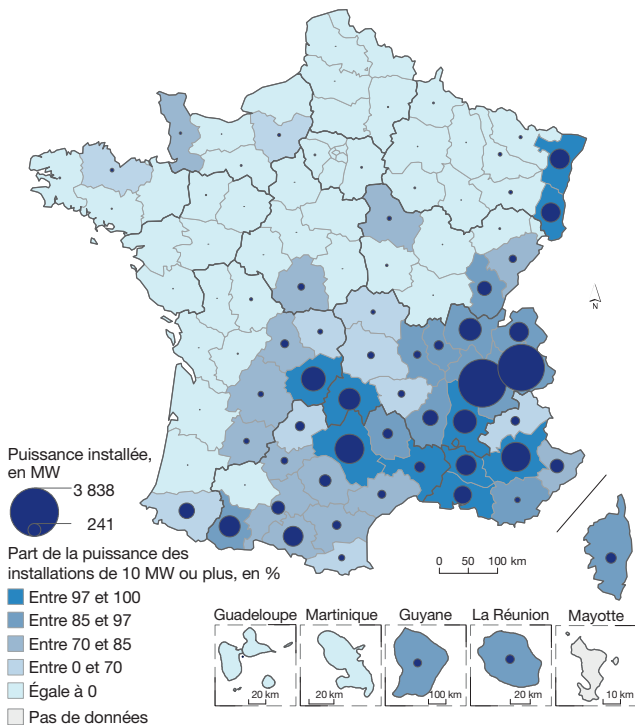 N
Puissance installée,
en MW
3 838
241
Part de la puissance des
installations de 10 MW ou plus, en %
Entre 97 et 100
Entre 85 et 97
Entre 70 et 85
Entre 0 et 70
Égale à 0
Pas de données
0 50 100 km
Guadeloupe Martinique Guyane La Réunion Mayotte
20 km 20 km 100 km 20 km 10 km